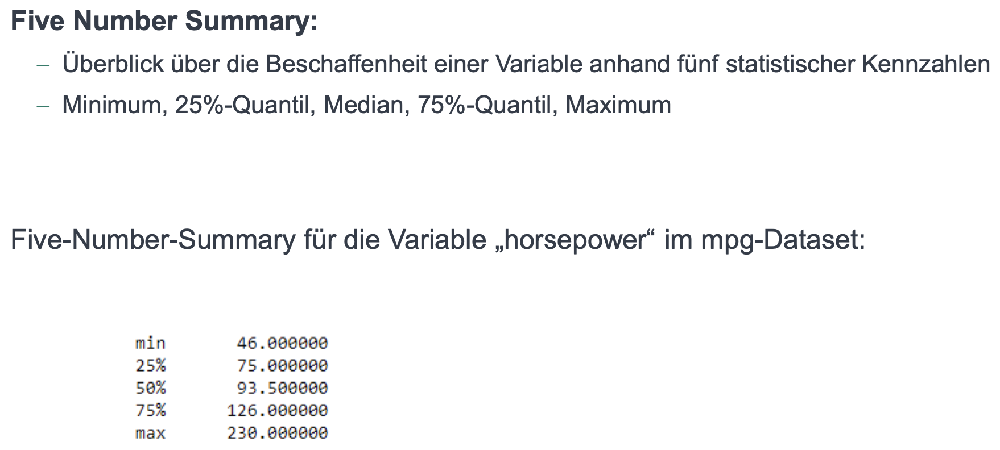 Five Number Summary:
– Überblick über die Beschaffenheit einer Variable anhand fünf statistischer Kennzahlen
– Minimum, 25%-Quantil, Median, 75%-Quantil, Maximum
Five-Number-Summary für die Variable „horsepower“ im mpg-Dataset:
min 46.000000
25% 75.000000
50% 93.500000
75% 126.000000
max 230.000000